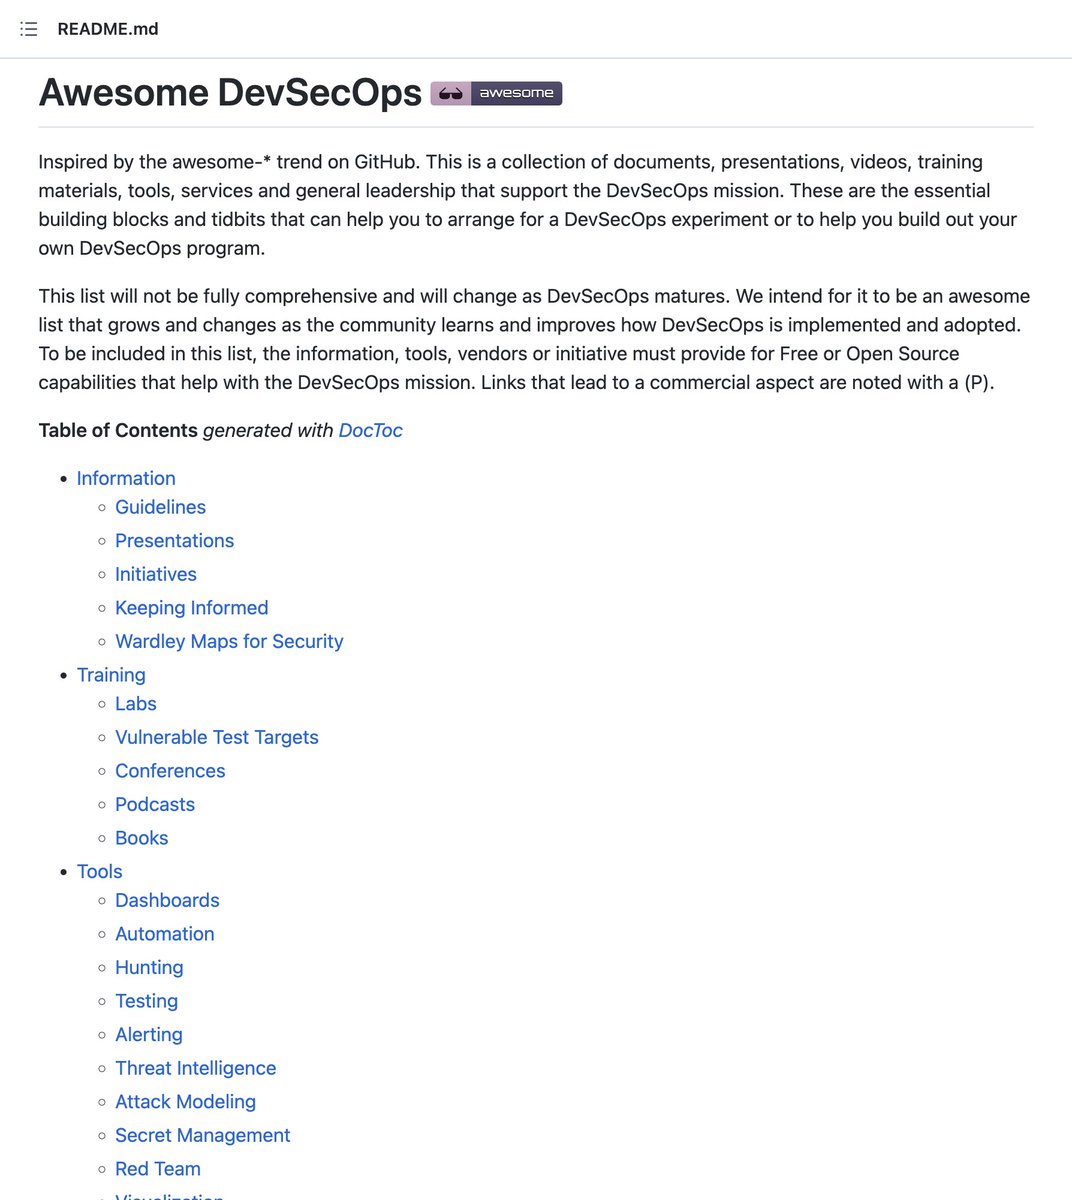 README.md
Awesome DevSecOps awesome
Inspired by the awesome-* trend on GitHub. This is a collection of documents, presentations, videos, training
materials, tools, services and general leadership that support the DevSecOps mission. These are the essential
building blocks and tidbits that can help you to arrange for a DevSecOps experiment or to help you build out your
own DevSecOps program.
This list will not be fully comprehensive and will change as DevSecOps matures. We intend for it to be an awesome
list that grows and changes as the community learns and improves how DevSecOps is implemented and adopted.
To be included in this list, the information, tools, vendors or initiative must provide for Free or Open Source
capabilities that help with the DevSecOps mission. Links that lead to a commercial aspect are noted with a (P).
Table of Contents generated with DocToc
Information
Guidelines
Presentations
Initiatives
Keeping Informed
Wardley Maps for Security
Training
Labs
Vulnerable Test Targets
Conferences
Podcasts
Books
Tools
Dashboards
Automation
Hunting
Testing
Alerting
Threat Intelligence
Attack Modeling
Secret Management
Red Team
Visualization